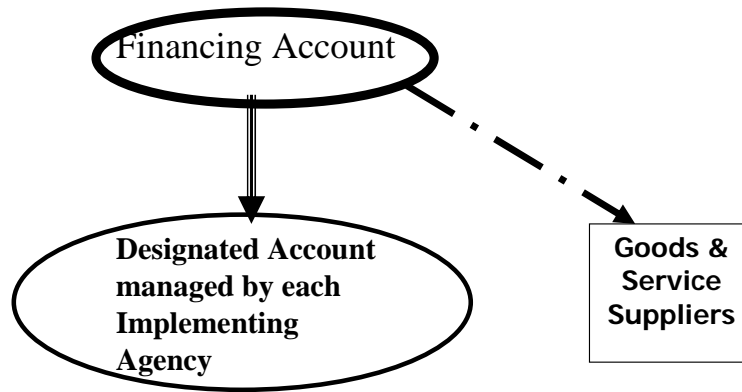 Financing Account
Designated Account
managed by each
Implementing
Agency
Goods &
Service
Suppliers